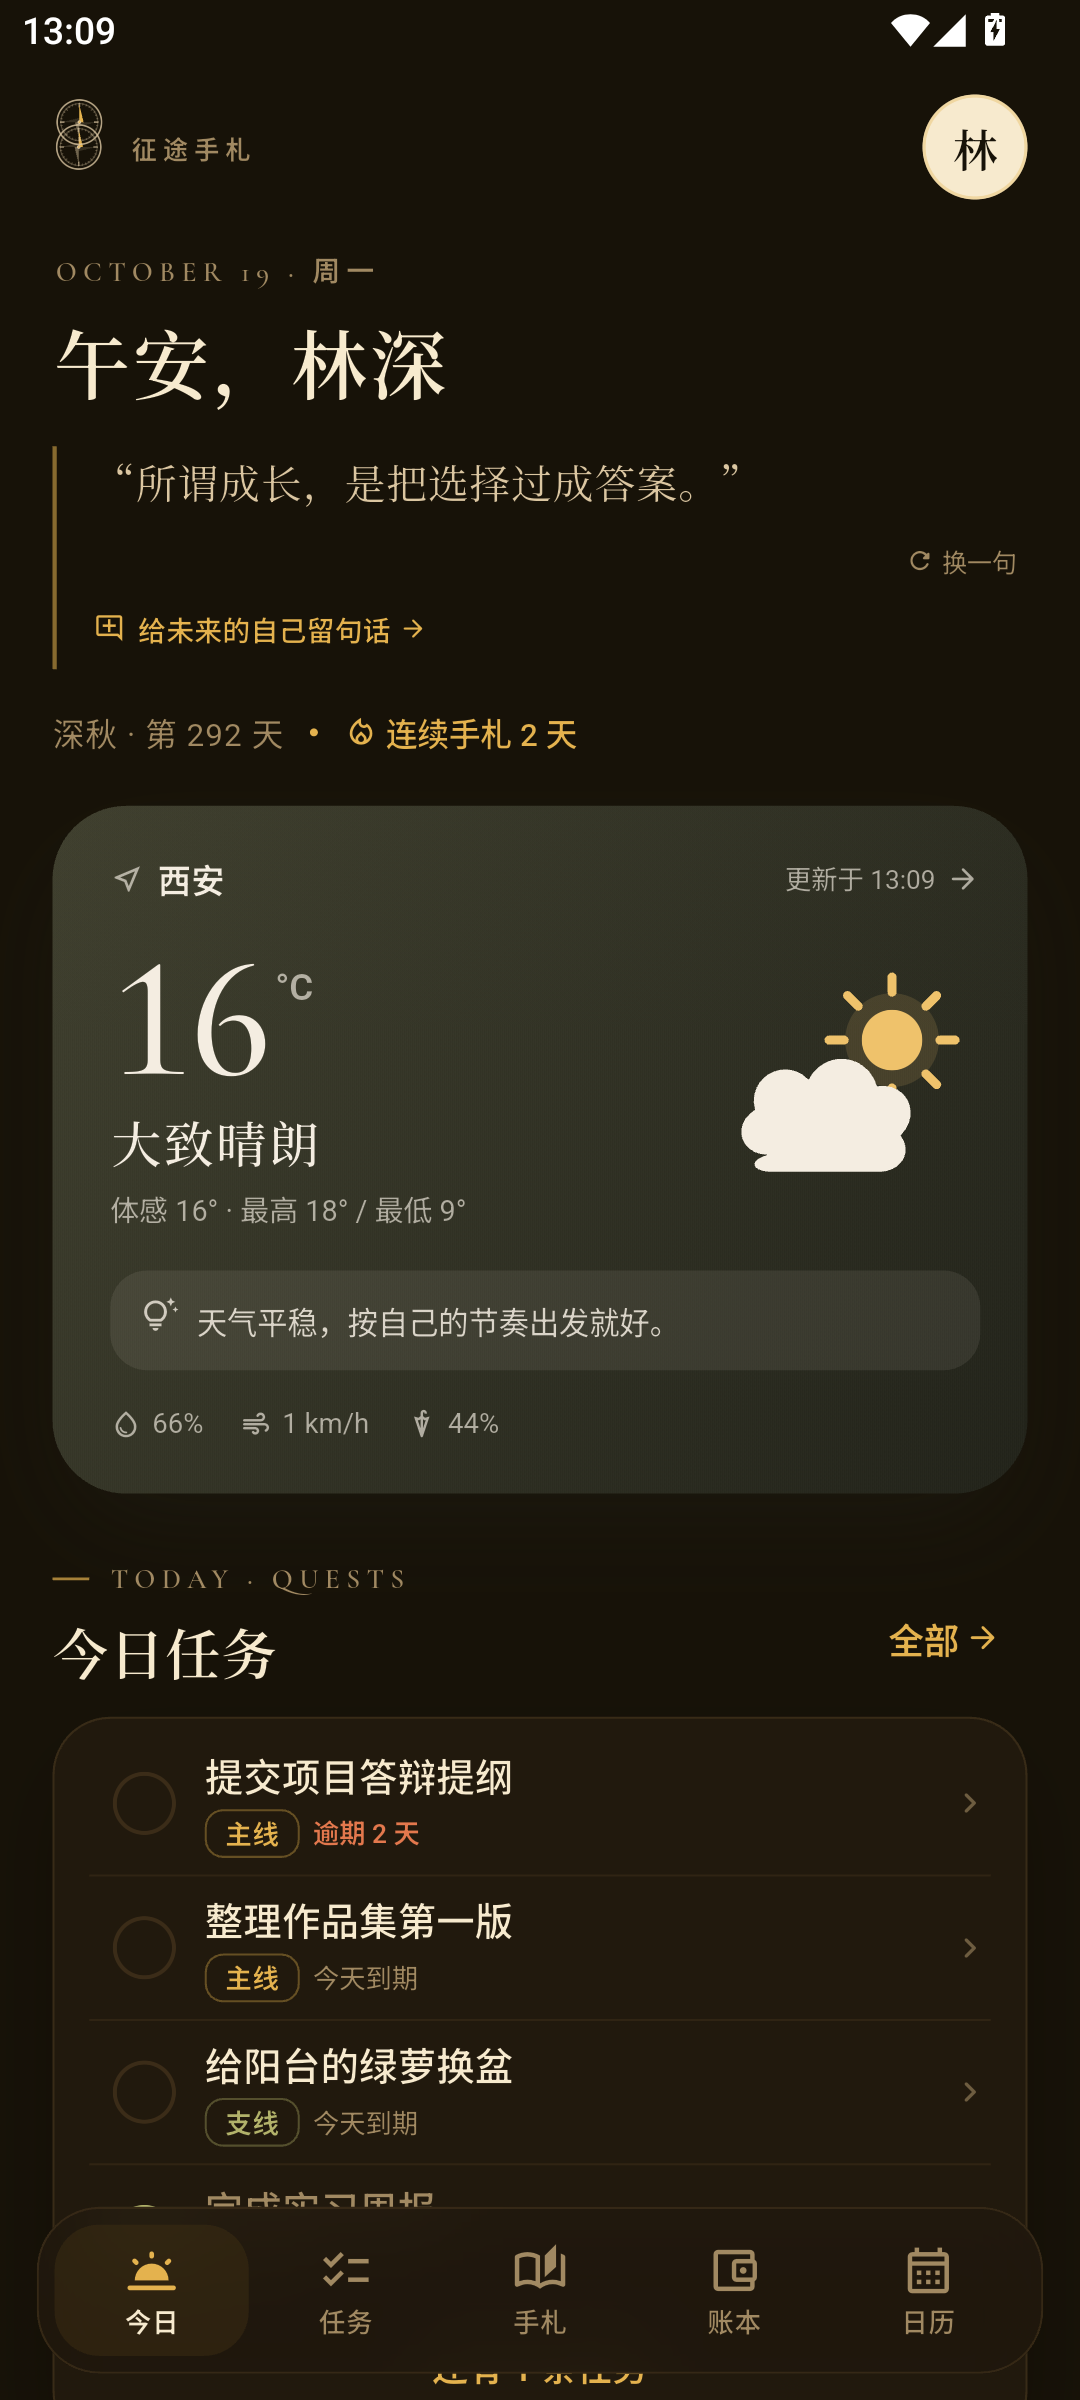 13:09
征途手札
林
OCTOBER 19 · 周一
午安，林深
“所谓成长，是把选择过成答案。”
换一句
给未来的自己留句话 →
深秋 · 第 292 天 • 连续手札 2 天
西安
更新于 13:09 →
16 °C
大致晴朗
体感 16° · 最高 18° / 最低 9°
天气平稳，按自己的节奏出发就好。
66% 1 km/h 44%
TODAY · QUESTS
今日任务
全部 →
提交项目答辩提纲
主线 逾期 2 天
整理作品集第一版
主线 今天到期
给阳台的绿萝换盆
支线 今天到期
完成实习周报
今日 任务 手札 账本 日历